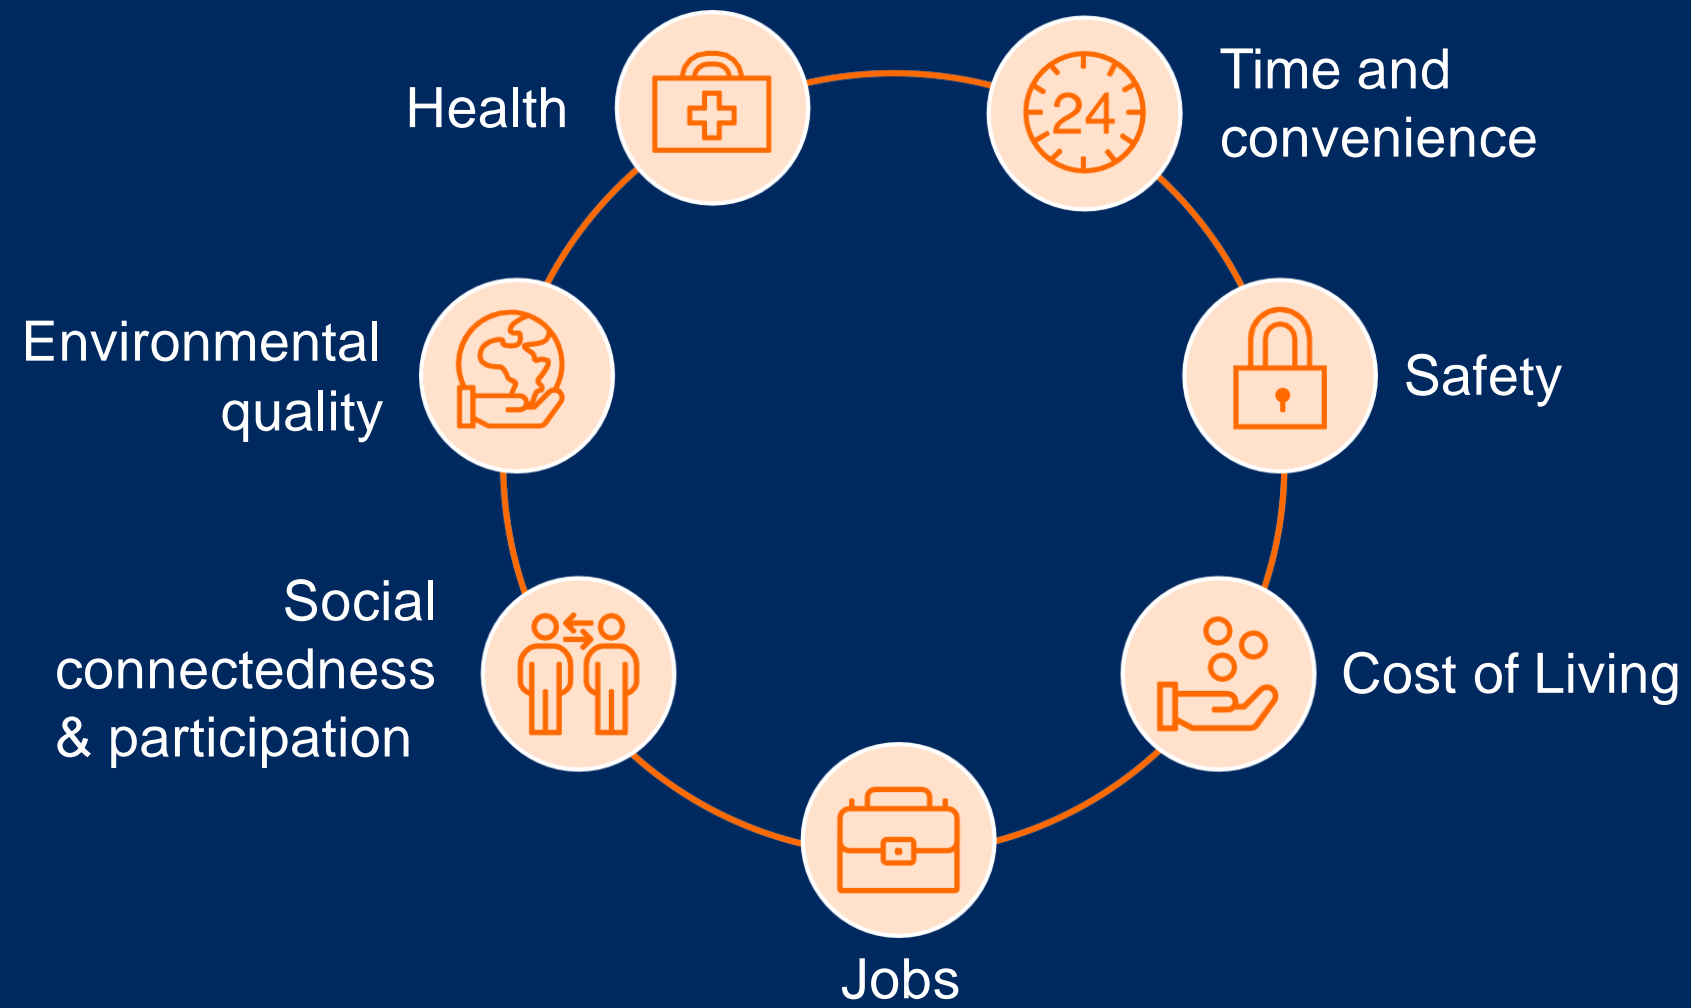 Health
Time and
convenience
24
Environmental
quality
Safety
Social
connectedness
& participation
Cost of Living
Jobs